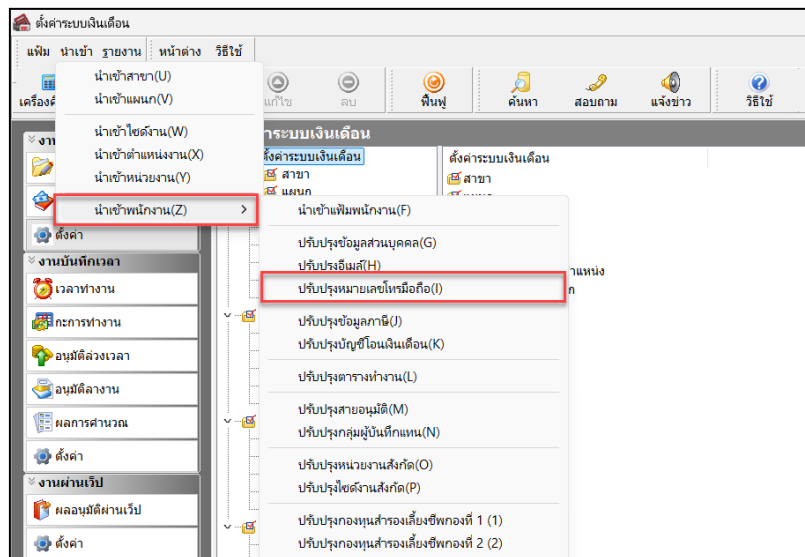 ตั้งค่าระบบเงินเดือน
แฟ้ม นำเข้า รายงาน หน้าต่าง วิธีใช้
นำเข้าสาขา(U)
นำเข้าแผนก(V)
นำเข้าไซต์งาน(W)
นำเข้าตำแหน่งงาน(X)
นำเข้าหน่วยงาน(Y)
นำเข้าพนักงาน(Z)
แก้ไข ลบ ฟื้นฟู ค้นหา สอบถาม แจ้งข่าว วิธีใช้
ตั้งค่าระบบเงินเดือน
สาขา
แผนก
ตั้งค่าระบบเงินเดือน
สาขา
นำเข้าแฟ้มพนักงาน(F)
ปรับปรุงข้อมูลส่วนบุคคล(G)
ปรับปรุงอีเมล์(H)
ปรับปรุงหมายเลขโทรมือถือ(I)
ปรับปรุงข้อมูลภาษี(J)
ปรับปรุงบัญชีโอนเงินเดือน(K)
ปรับปรุงตารางทำงาน(L)
ปรับปรุงสายอนุมัติ(M)
ปรับปรุงกลุ่มผู้บันทึกแทน(N)
ปรับปรุงหน่วยงานสังกัด(O)
ปรับปรุงไซต์งานสังกัด(P)
ปรับปรุงกองทุนสำรองเลี้ยงชีพกองที่ 1 (1)
ปรับปรุงกองทุนสำรองเลี้ยงชีพกองที่ 2 (2)
ตั้งค่า
งานบันทึกเวลา
เวลาทำงาน
กะการทำงาน
อนุมัติล่วงเวลา
อนุมัติลางาน
ผลการคำนวณ
ตั้งค่า
งานผ่านเว็ป
ผลอนุมัติผ่านเว็ป
ตั้งค่า